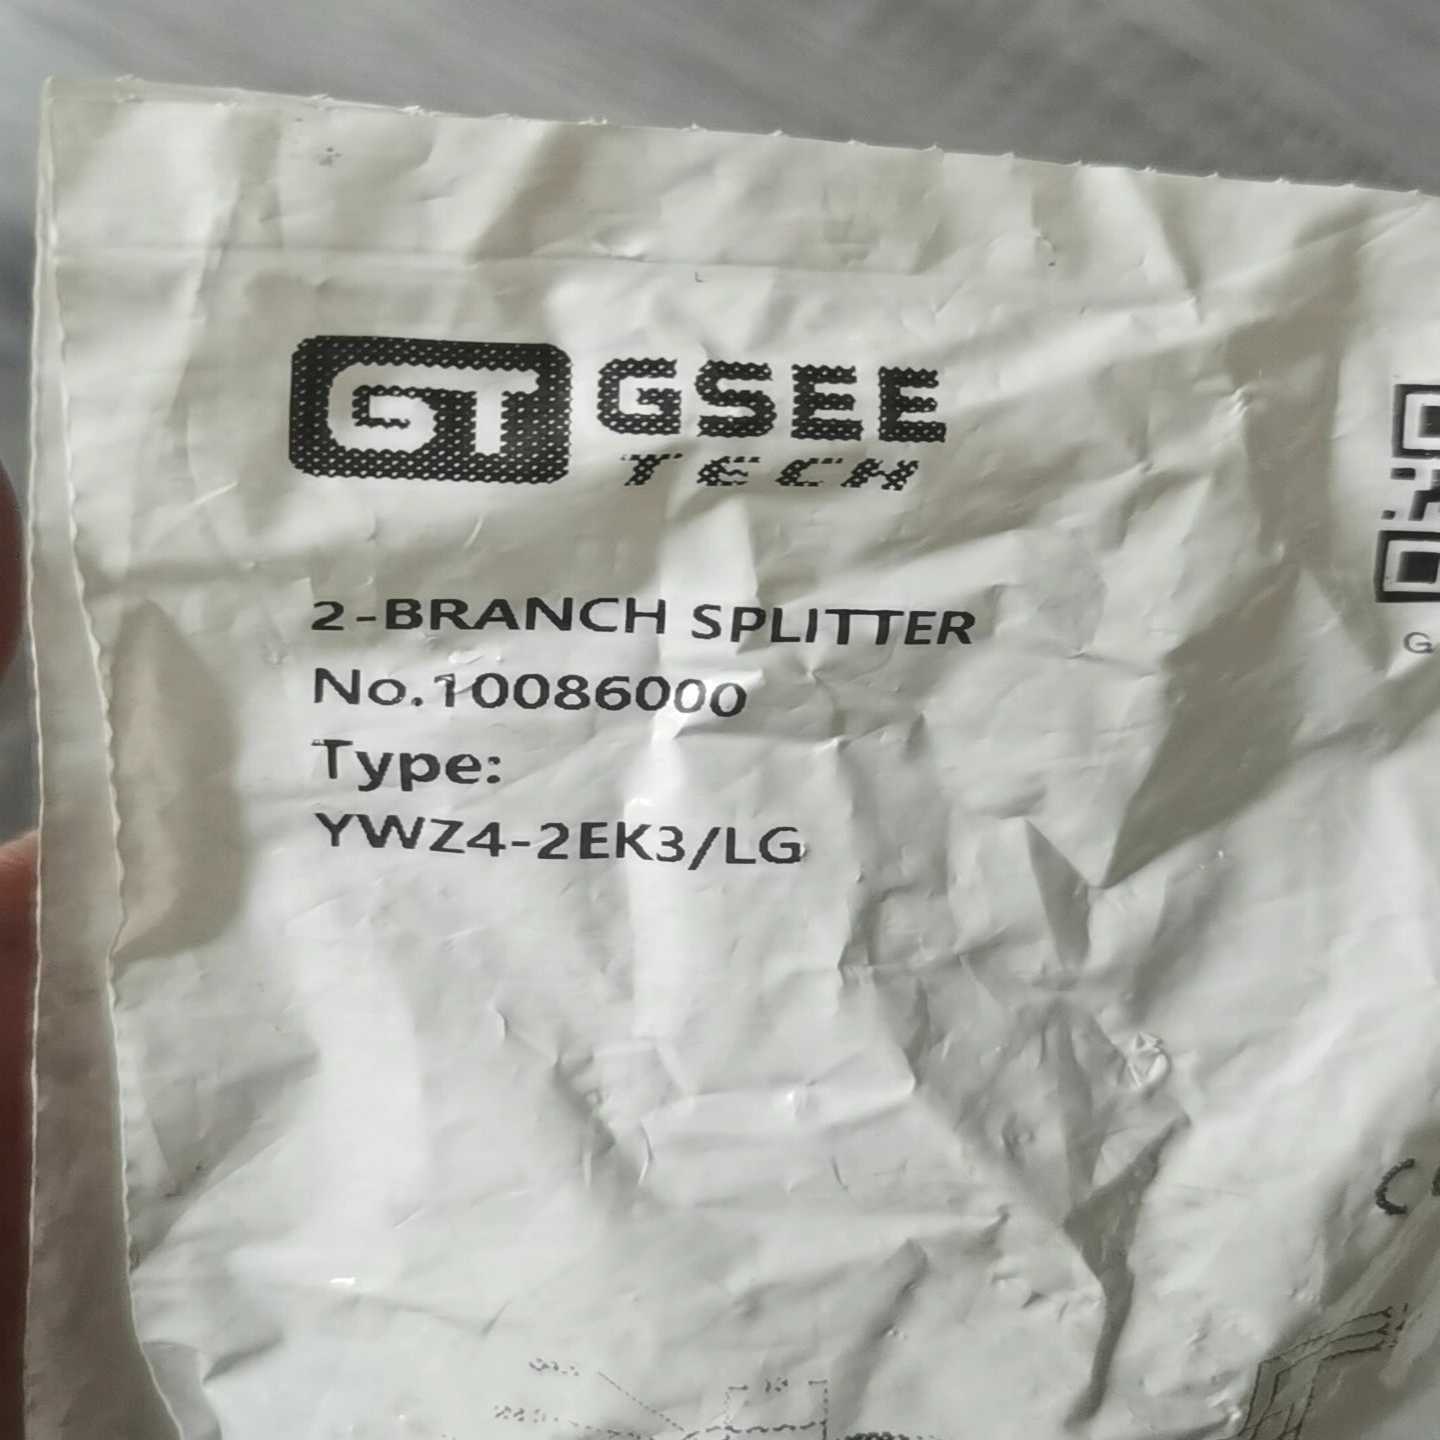 GT GSEE
TECH
2-BRANCH SPLITTER
No.10086000
Type:
YWZ4-2EK3/LG
G